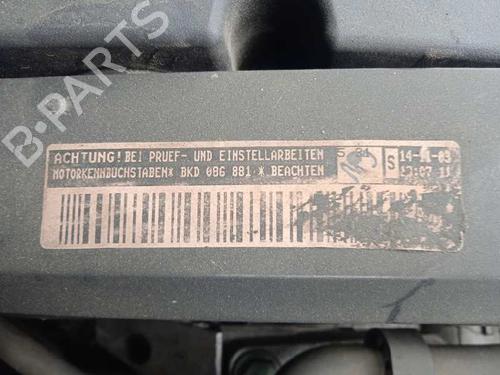 B-PARTS
ACHTUNG! BEI PRUEF- UND EINSTELLARBEITEN
MOTORKENNBUCHSTABEN* BKD 086 881 * BEACHTEN
S